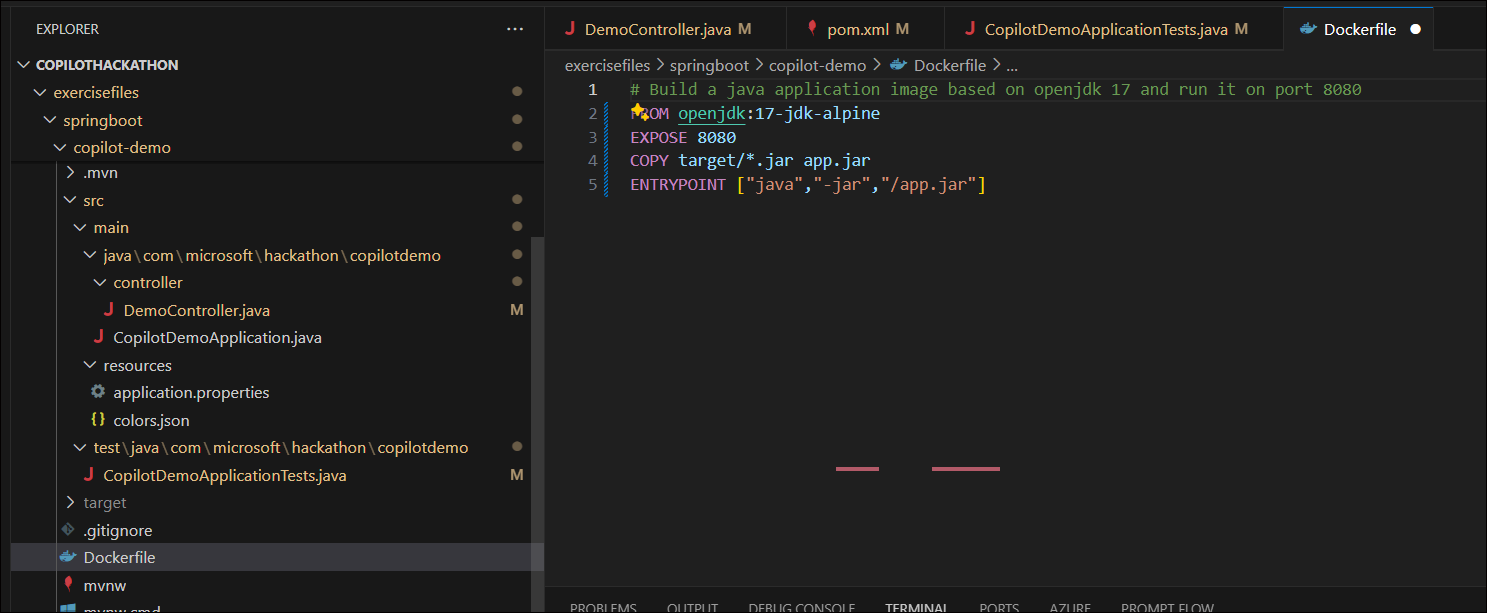 EXPLORER
COPILOTHACKATHON
exercisefiles
springboot
copilot-demo
.mvn
src
main
java\com\microsoft\hackathon\copilotdemo
controller
DemoController.java M
CopilotDemoApplication.java
resources
application.properties
{} colors.json
test\java\com\microsoft\hackathon\copilotdemo
CopilotDemoApplicationTests.java M
target
.gitignore
Dockerfile
mvnw
mvnw.cmd
DemoController.java M pom.xml M CopilotDemoApplicationTests.java M Dockerfile
exercisefiles > springboot > copilot-demo > Dockerfile > ...
1 # Build a java application image based on openjdk 17 and run it on port 8080
2 FROM openjdk:17-jdk-alpine
3 EXPOSE 8080
4 COPY target/*.jar app.jar
5 ENTRYPOINT ["java","-jar","/app.jar"]
PROBLEMS OUTPUT DEBUG CONSOLE TERMINAL PORTS AZURE PROMPT FLOW